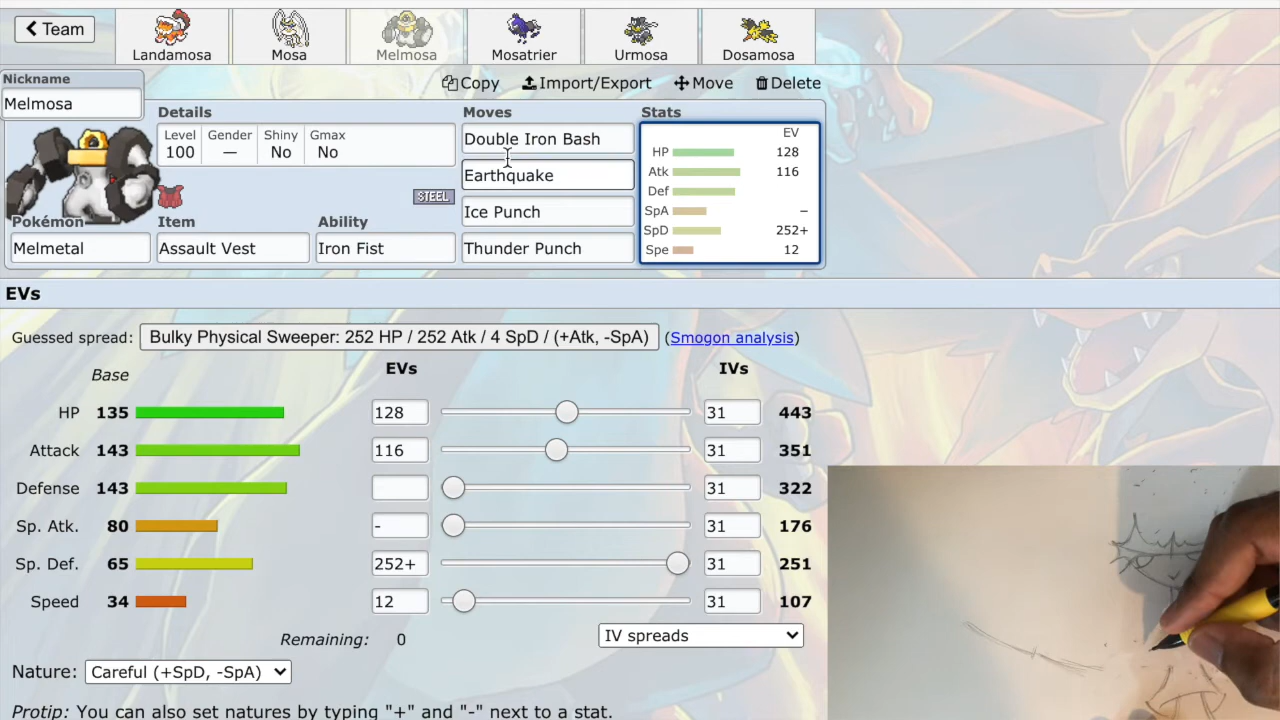 Team
Landamosa
Mosa
Melmosa
Mosatrier
Urmosa
Dosamosa
Nickname
Melmosa
Copy Import/Export Move Delete
Details
Moves
Stats
Level
100
Gender
—
Shiny
No
Gmax
No
STEEL
Pokémon
Melmetal
Item
Assault Vest
Ability
Iron Fist
Double Iron Bash
Earthquake
Ice Punch
Thunder Punch
EV
HP 128
Atk 116
Def
SpA –
SpD 252+
Spe 12
EVs
Guessed spread: Bulky Physical Sweeper: 252 HP / 252 Atk / 4 SpD / (+Atk, -SpA) (Smogon analysis)
Base EVs IVs
HP 135 128 31 443
Attack 143 116 31 351
Defense 143 31 322
Sp. Atk. 80 - 31 176
Sp. Def. 65 252+ 31 251
Speed 34 12 31 107
Remaining: 0 IV spreads
Nature: Careful (+SpD, -SpA)
Protip: You can also set natures by typing "+" and "-" next to a stat.